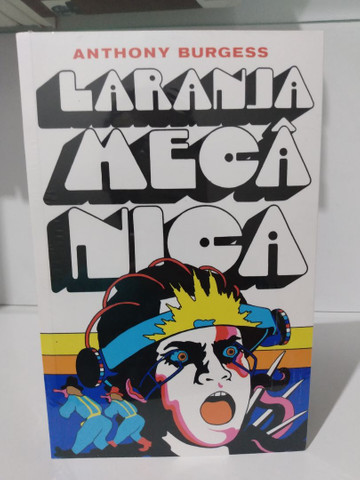 ANTHONY BURGESS
LARANJA
MECÂ
NICA